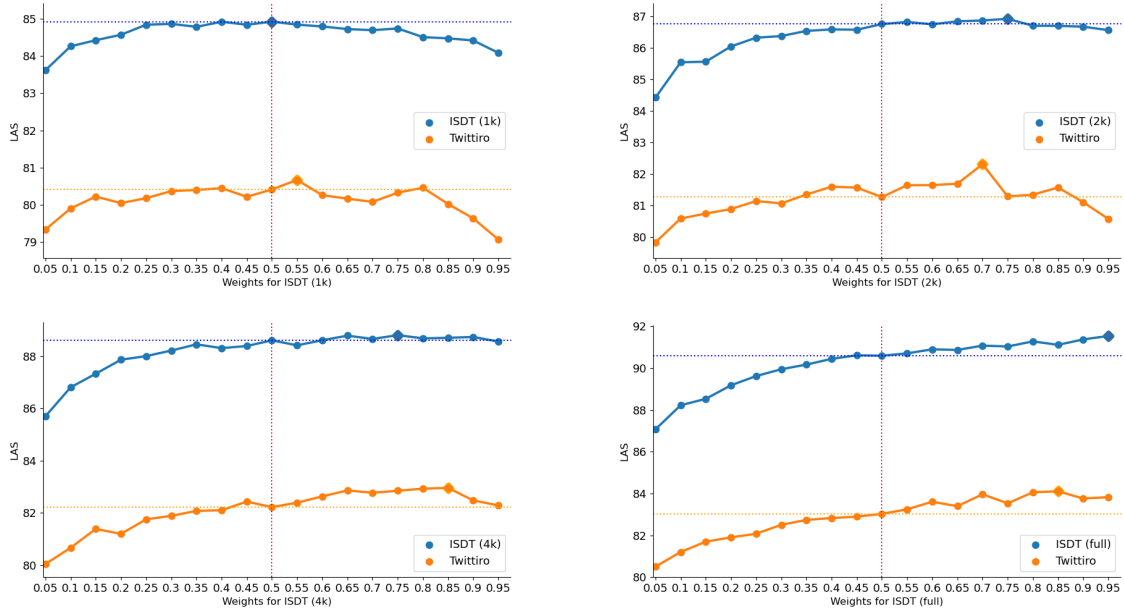 85
84
83
82
81
80
79
LAS
ISDT (1k)
Twittiro
0.05 0.1 0.15 0.2 0.25 0.3 0.35 0.4 0.45 0.5 0.55 0.6 0.65 0.7 0.75 0.8 0.85 0.9 0.95
Weights for ISDT (1k)
87
86
85
84
83
82
81
80
LAS
ISDT (2k)
Twittiro
0.05 0.1 0.15 0.2 0.25 0.3 0.35 0.4 0.45 0.5 0.55 0.6 0.65 0.7 0.75 0.8 0.85 0.9 0.95
Weights for ISDT (2k)
88
86
84
82
80
LAS
ISDT (4k)
Twittiro
0.05 0.1 0.15 0.2 0.25 0.3 0.35 0.4 0.45 0.5 0.55 0.6 0.65 0.7 0.75 0.8 0.85 0.9 0.95
Weights for ISDT (4k)
92
90
88
86
84
82
80
LAS
ISDT (full)
Twittiro
0.05 0.1 0.15 0.2 0.25 0.3 0.35 0.4 0.45 0.5 0.55 0.6 0.65 0.7 0.75 0.8 0.85 0.9 0.95
Weights for ISDT (full)